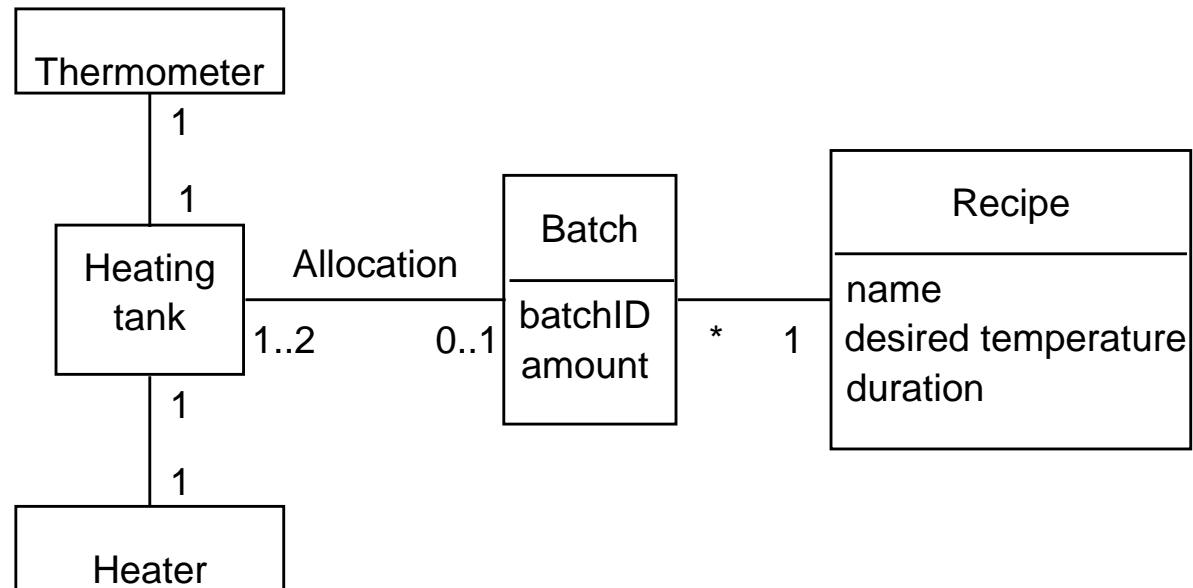 Thermometer
1
1
Heating
tank
Allocation
1..2
0..1
Batch
batchID
amount
*
1
Recipe
name
desired temperature
duration
1
1
Heater